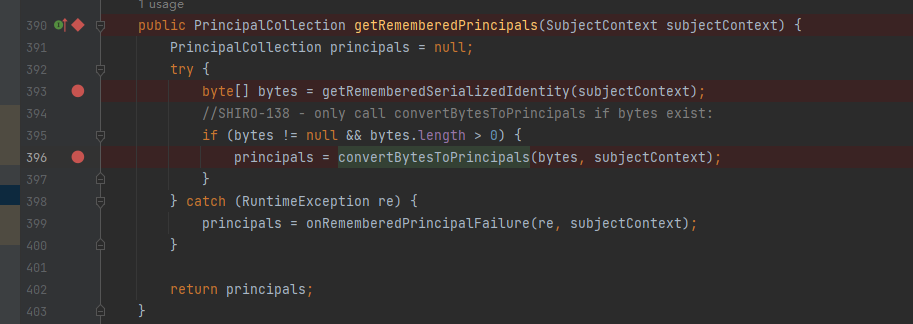 1 usage
390 public PrincipalCollection getRememberedPrincipals(SubjectContext subjectContext) {
391 PrincipalCollection principals = null;
392 try {
393 byte[] bytes = getRememberedSerializedIdentity(subjectContext);
394 //SHIRO-138 - only call convertBytesToPrincipals if bytes exist:
395 if (bytes != null && bytes.length > 0) {
396 principals = convertBytesToPrincipals(bytes, subjectContext);
397 }
398 } catch (RuntimeException re) {
399 principals = onRememberedPrincipalFailure(re, subjectContext);
400 }
401
402 return principals;
403 }